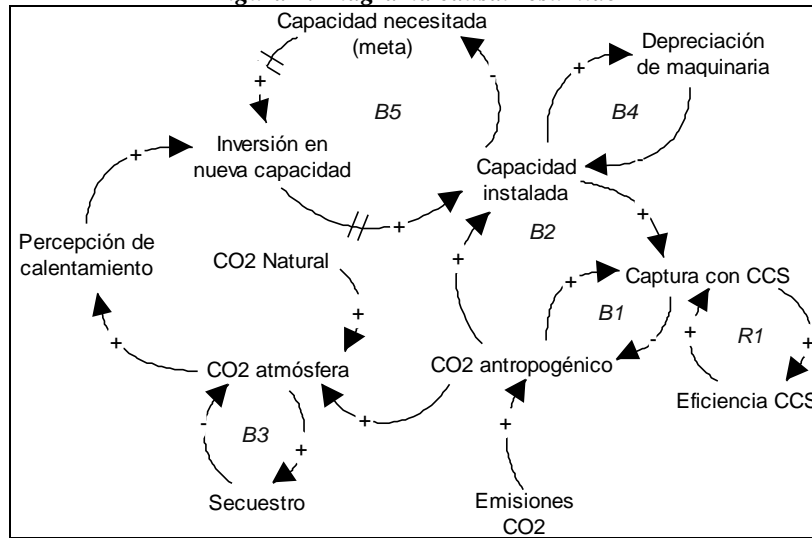 Capacidad necesitada
(meta)
Depreciación
de maquinaria
+
+
-
B5
B4
Inversión en
nueva capacidad
+
-
Capacidad
instalada
+
+
B2
Percepción de
calentamiento
CO2 Natural
+
+
Captura con CCS
B1
+
+
-
+
R1
+
CO2 atmósfera
CO2 antropogénico
Eficiencia CCS
+
-
B3
+
+
Secuestro
Emisiones
CO2